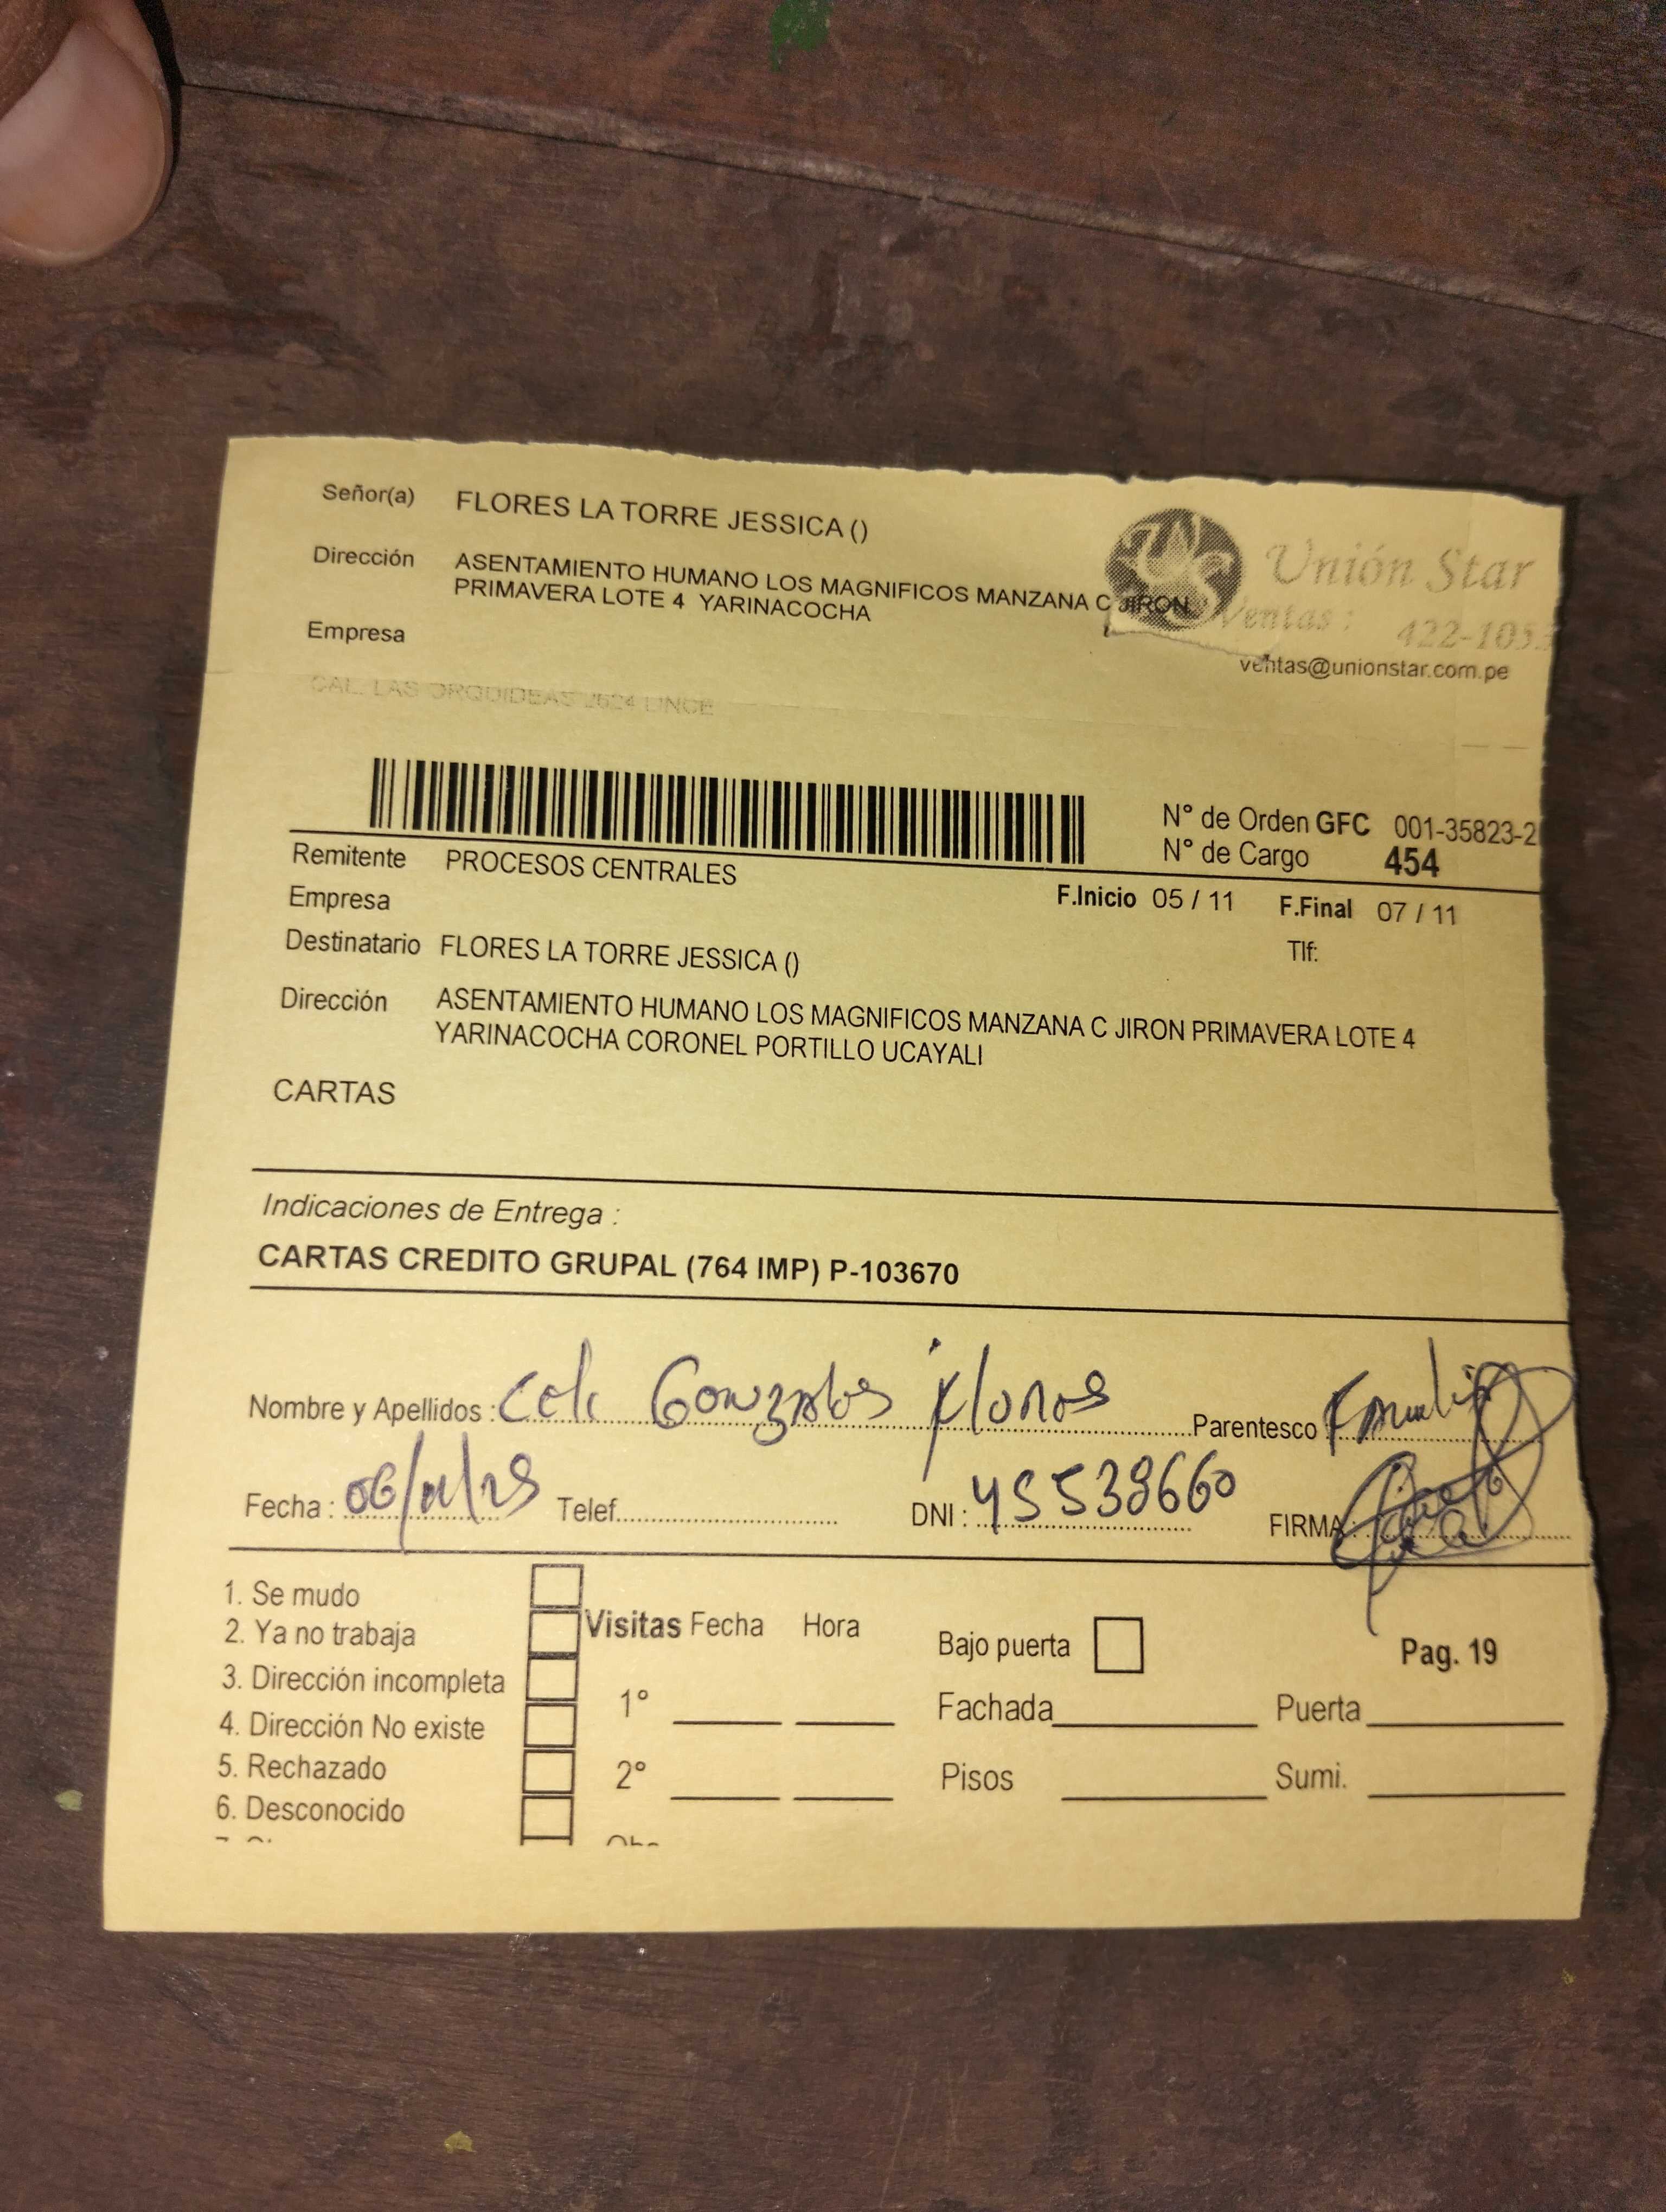 Señor(a) FLORES LA TORRE JESSICA ()
Dirección ASENTAMIENTO HUMANO LOS MAGNIFICOS MANZANA C JIRON
PRIMAVERA LOTE 4 YARINACOCHA
Empresa
Unión Star
Ventas :
ventas@unionstar.com.pe
CAL. LAS ORQUIDEAS 2624 LINCE
N° de Orden GFC 001-35823-2
N° de Cargo 454
Remitente PROCESOS CENTRALES
Empresa
F.Inicio 05 / 11 F.Final 07 / 11
Destinatario FLORES LA TORRE JESSICA ()
Tlf:
Dirección ASENTAMIENTO HUMANO LOS MAGNIFICOS MANZANA C JIRON PRIMAVERA LOTE 4
YARINACOCHA CORONEL PORTILLO UCAYALI
CARTAS
Indicaciones de Entrega :
CARTAS CREDITO GRUPAL (764 IMP) P-103670
Nombre y Apellidos : Gonzales Flores Parentesco
Fecha : Telef. DNI : 45538660 FIRMA
1. Se mudo
2. Ya no trabaja
3. Dirección incompleta
4. Dirección No existe
5. Rechazado
6. Desconocido
Visitas Fecha Hora
1°
2°
Bajo puerta
Pag. 19
Fachada Puerta
Pisos Sumi.